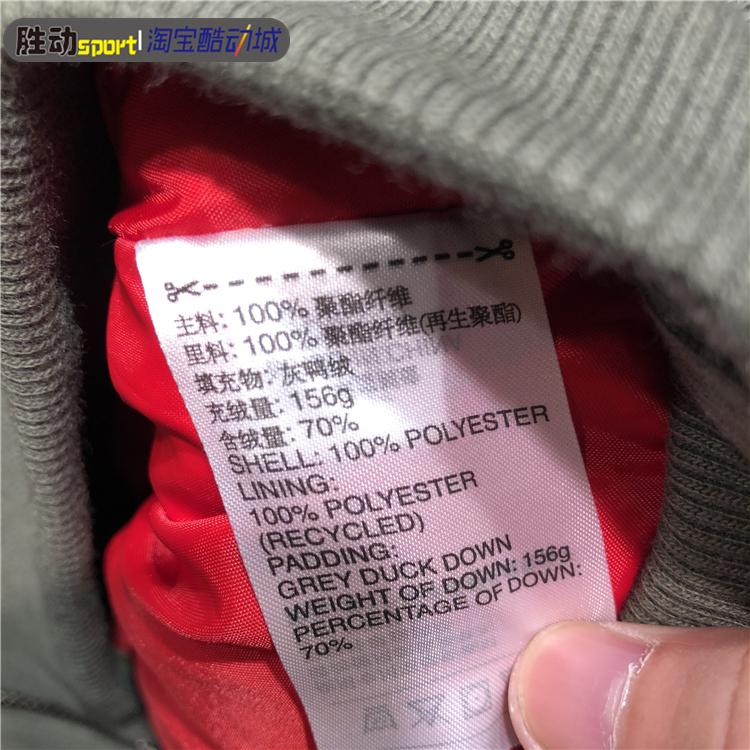 胜动sport 淘宝酷动城
主料: 100% 聚酯纤维
里料: 100% 聚酯纤维(再生聚酯)
填充物: 灰鸭绒
充绒量: 156g
含绒量: 70%
SHELL: 100% POLYESTER
LINING:
100% POLYESTER
(RECYCLED)
PADDING:
GREY DUCK DOWN
WEIGHT OF DOWN: 156g
PERCENTAGE OF DOWN:
70%